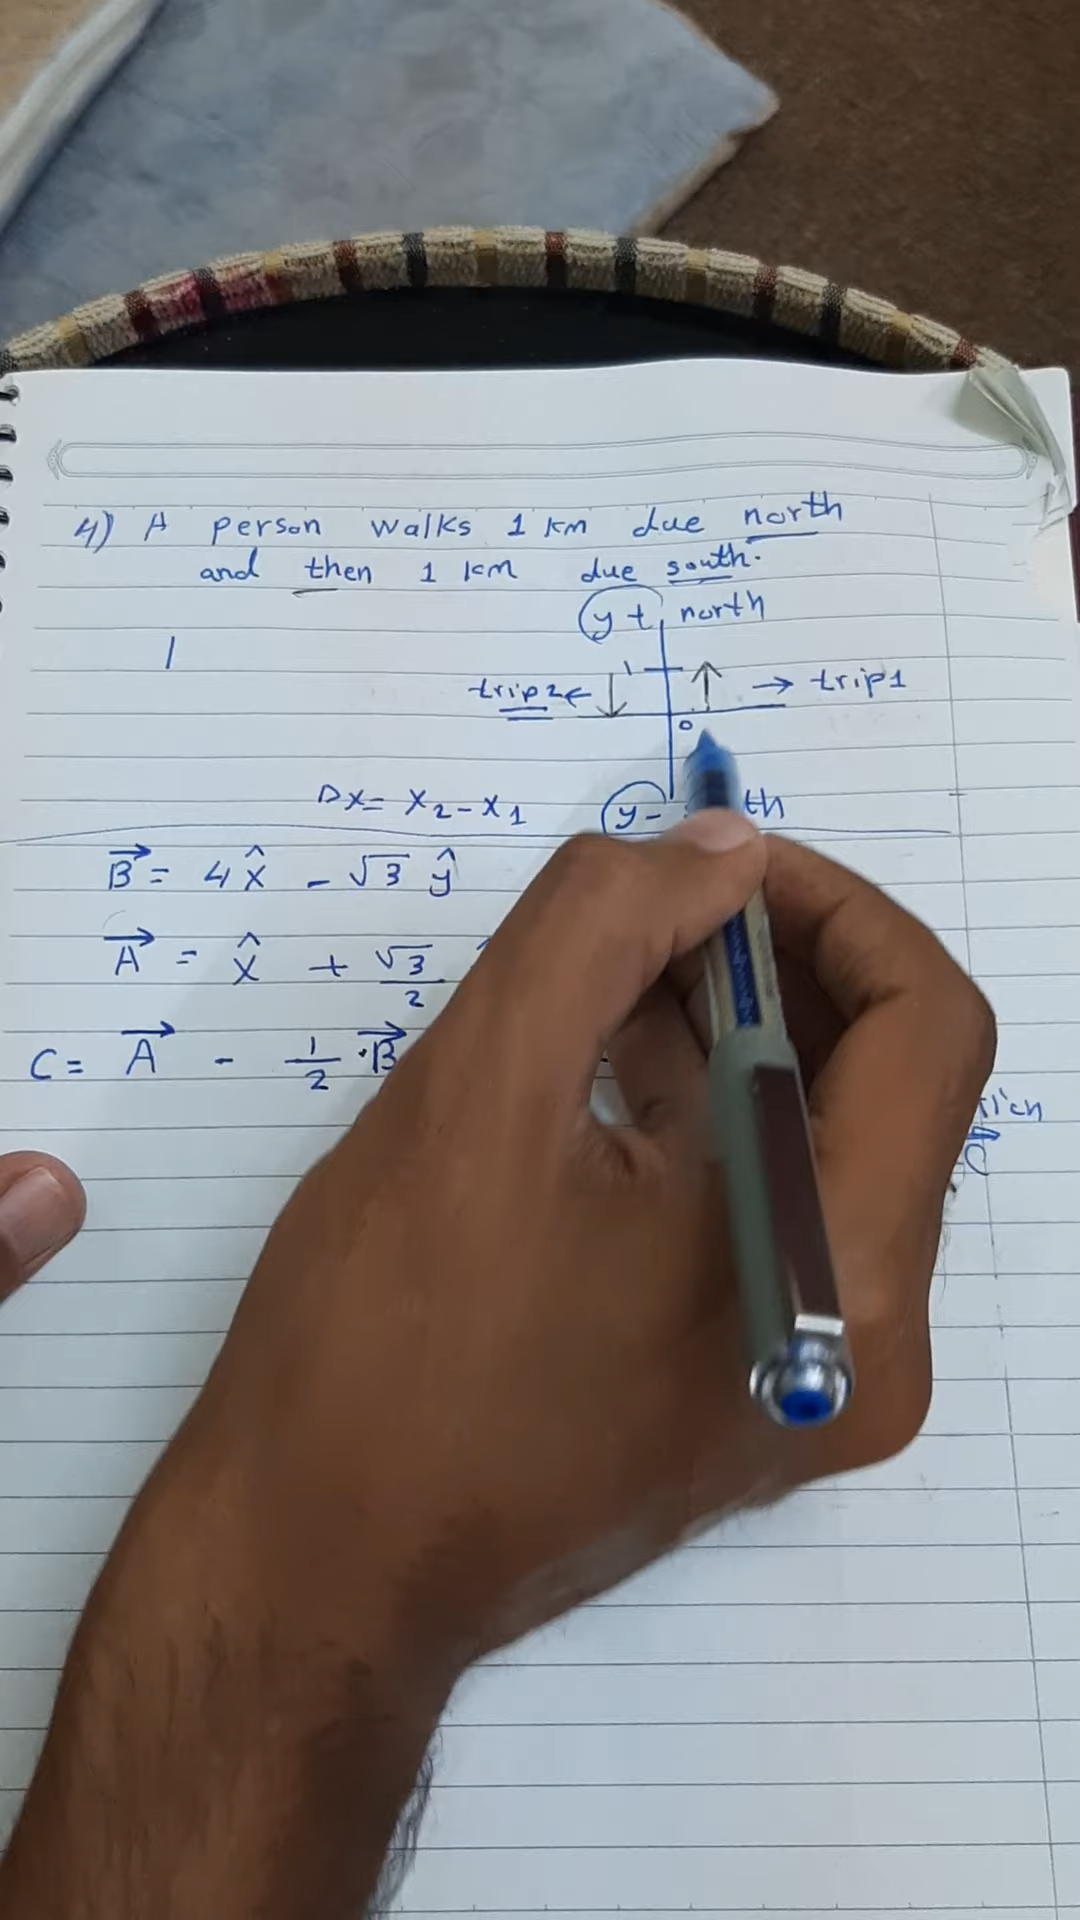 4) A person walks 1 km due north
and then 1 km due south.
y + north
1
trip2 ← → trip1
0
Δx = x₂ - x₁ y - th
B⃗ = 4x̂ - √3 ŷ
A⃗ = x̂ + √3/2
C = A⃗ - 1/2 · B⃗
C⃗